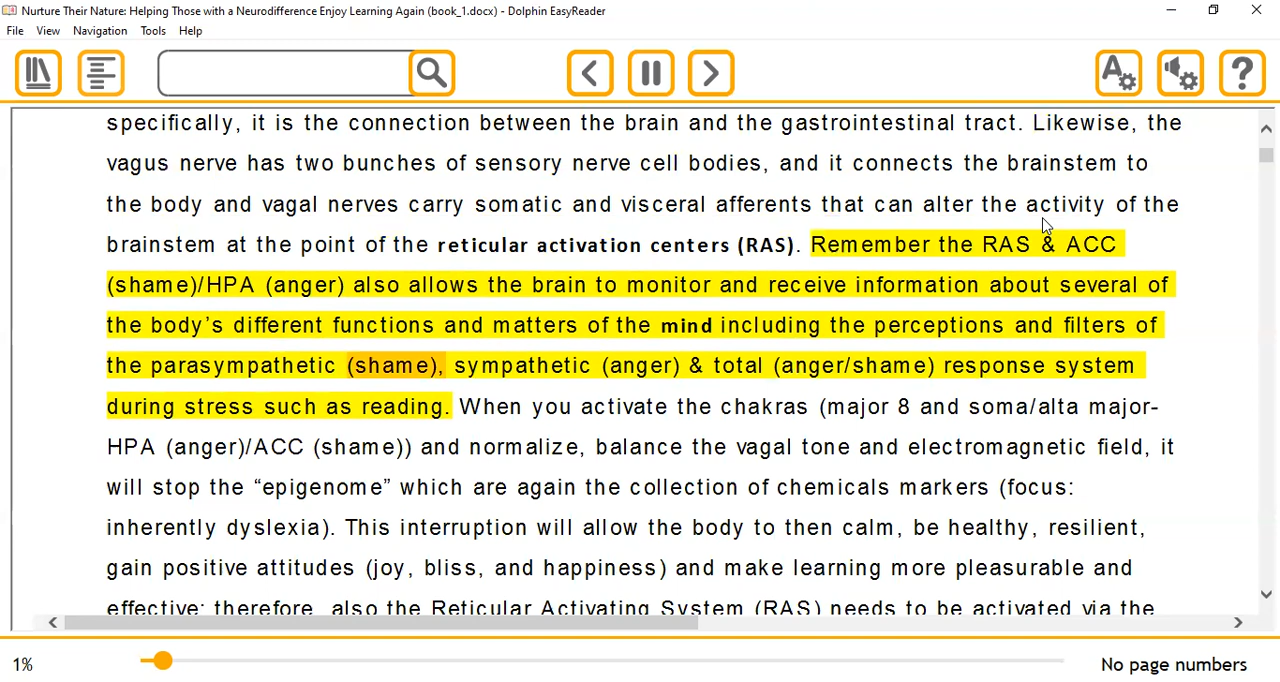 Nurture Their Nature: Helping Those with a Neurodifference Enjoy Learning Again (book_1.docx) - Dolphin EasyReader
File View Navigation Tools Help
specifically, it is the connection between the brain and the gastrointestinal tract. Likewise, the
vagus nerve has two bunches of sensory nerve cell bodies, and it connects the brainstem to
the body and vagal nerves carry somatic and visceral afferents that can alter the activity of the
brainstem at the point of the reticular activation centers (RAS). Remember the RAS & ACC
(shame)/HPA (anger) also allows the brain to monitor and receive information about several of
the body’s different functions and matters of the mind including the perceptions and filters of
the parasympathetic (shame), sympathetic (anger) & total (anger/shame) response system
during stress such as reading. When you activate the chakras (major 8 and soma/alta major-
HPA (anger)/ACC (shame)) and normalize, balance the vagal tone and electromagnetic field, it
will stop the “epigenome” which are again the collection of chemicals markers (focus:
inherently dyslexia). This interruption will allow the body to then calm, be healthy, resilient,
gain positive attitudes (joy, bliss, and happiness) and make learning more pleasurable and
effective; therefore, also the Reticular Activating System (RAS) needs to be activated via the
1%
No page numbers